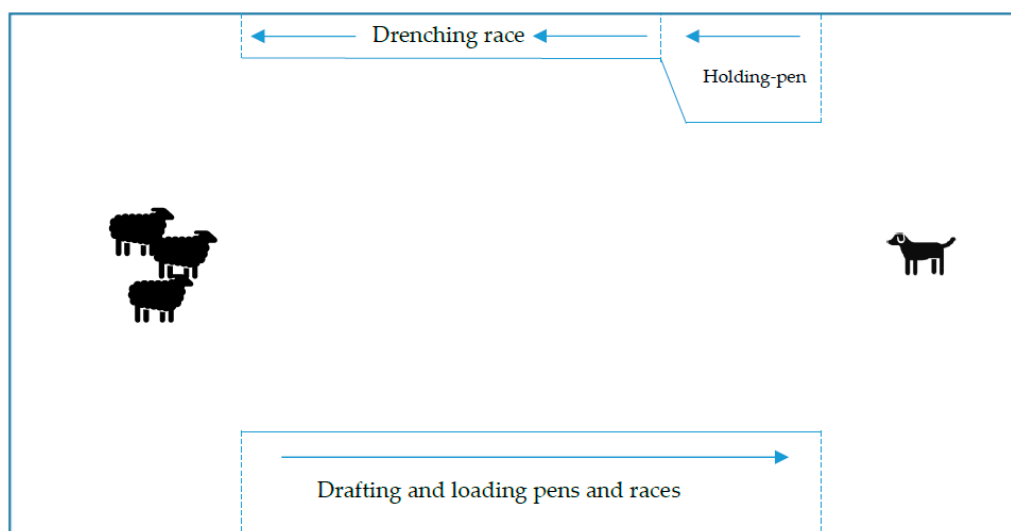 Drenching race
Holding-pen
Drafting and loading pens and races